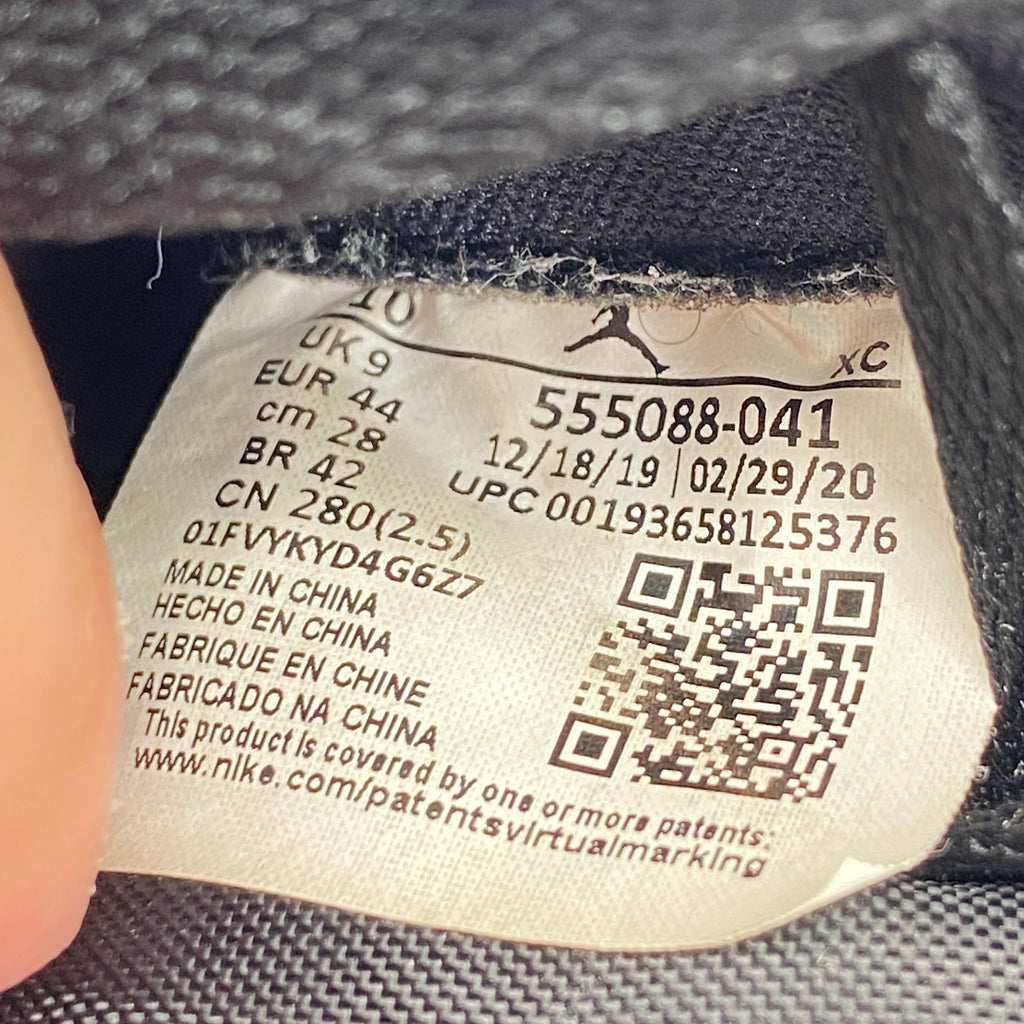 10
UK 9
EUR 44
cm 28
BR 42
CN 280(2.5)
01FVYKYD4G6Z7
MADE IN CHINA
HECHO EN CHINA
FABRIQUE EN CHINE
FABRICADO NA CHINA
This product is covered by one or more patents:
www.nike.com/patentsvirtualmarking
XC
555088-041
12/18/19 | 02/29/20
UPC 00193658125376